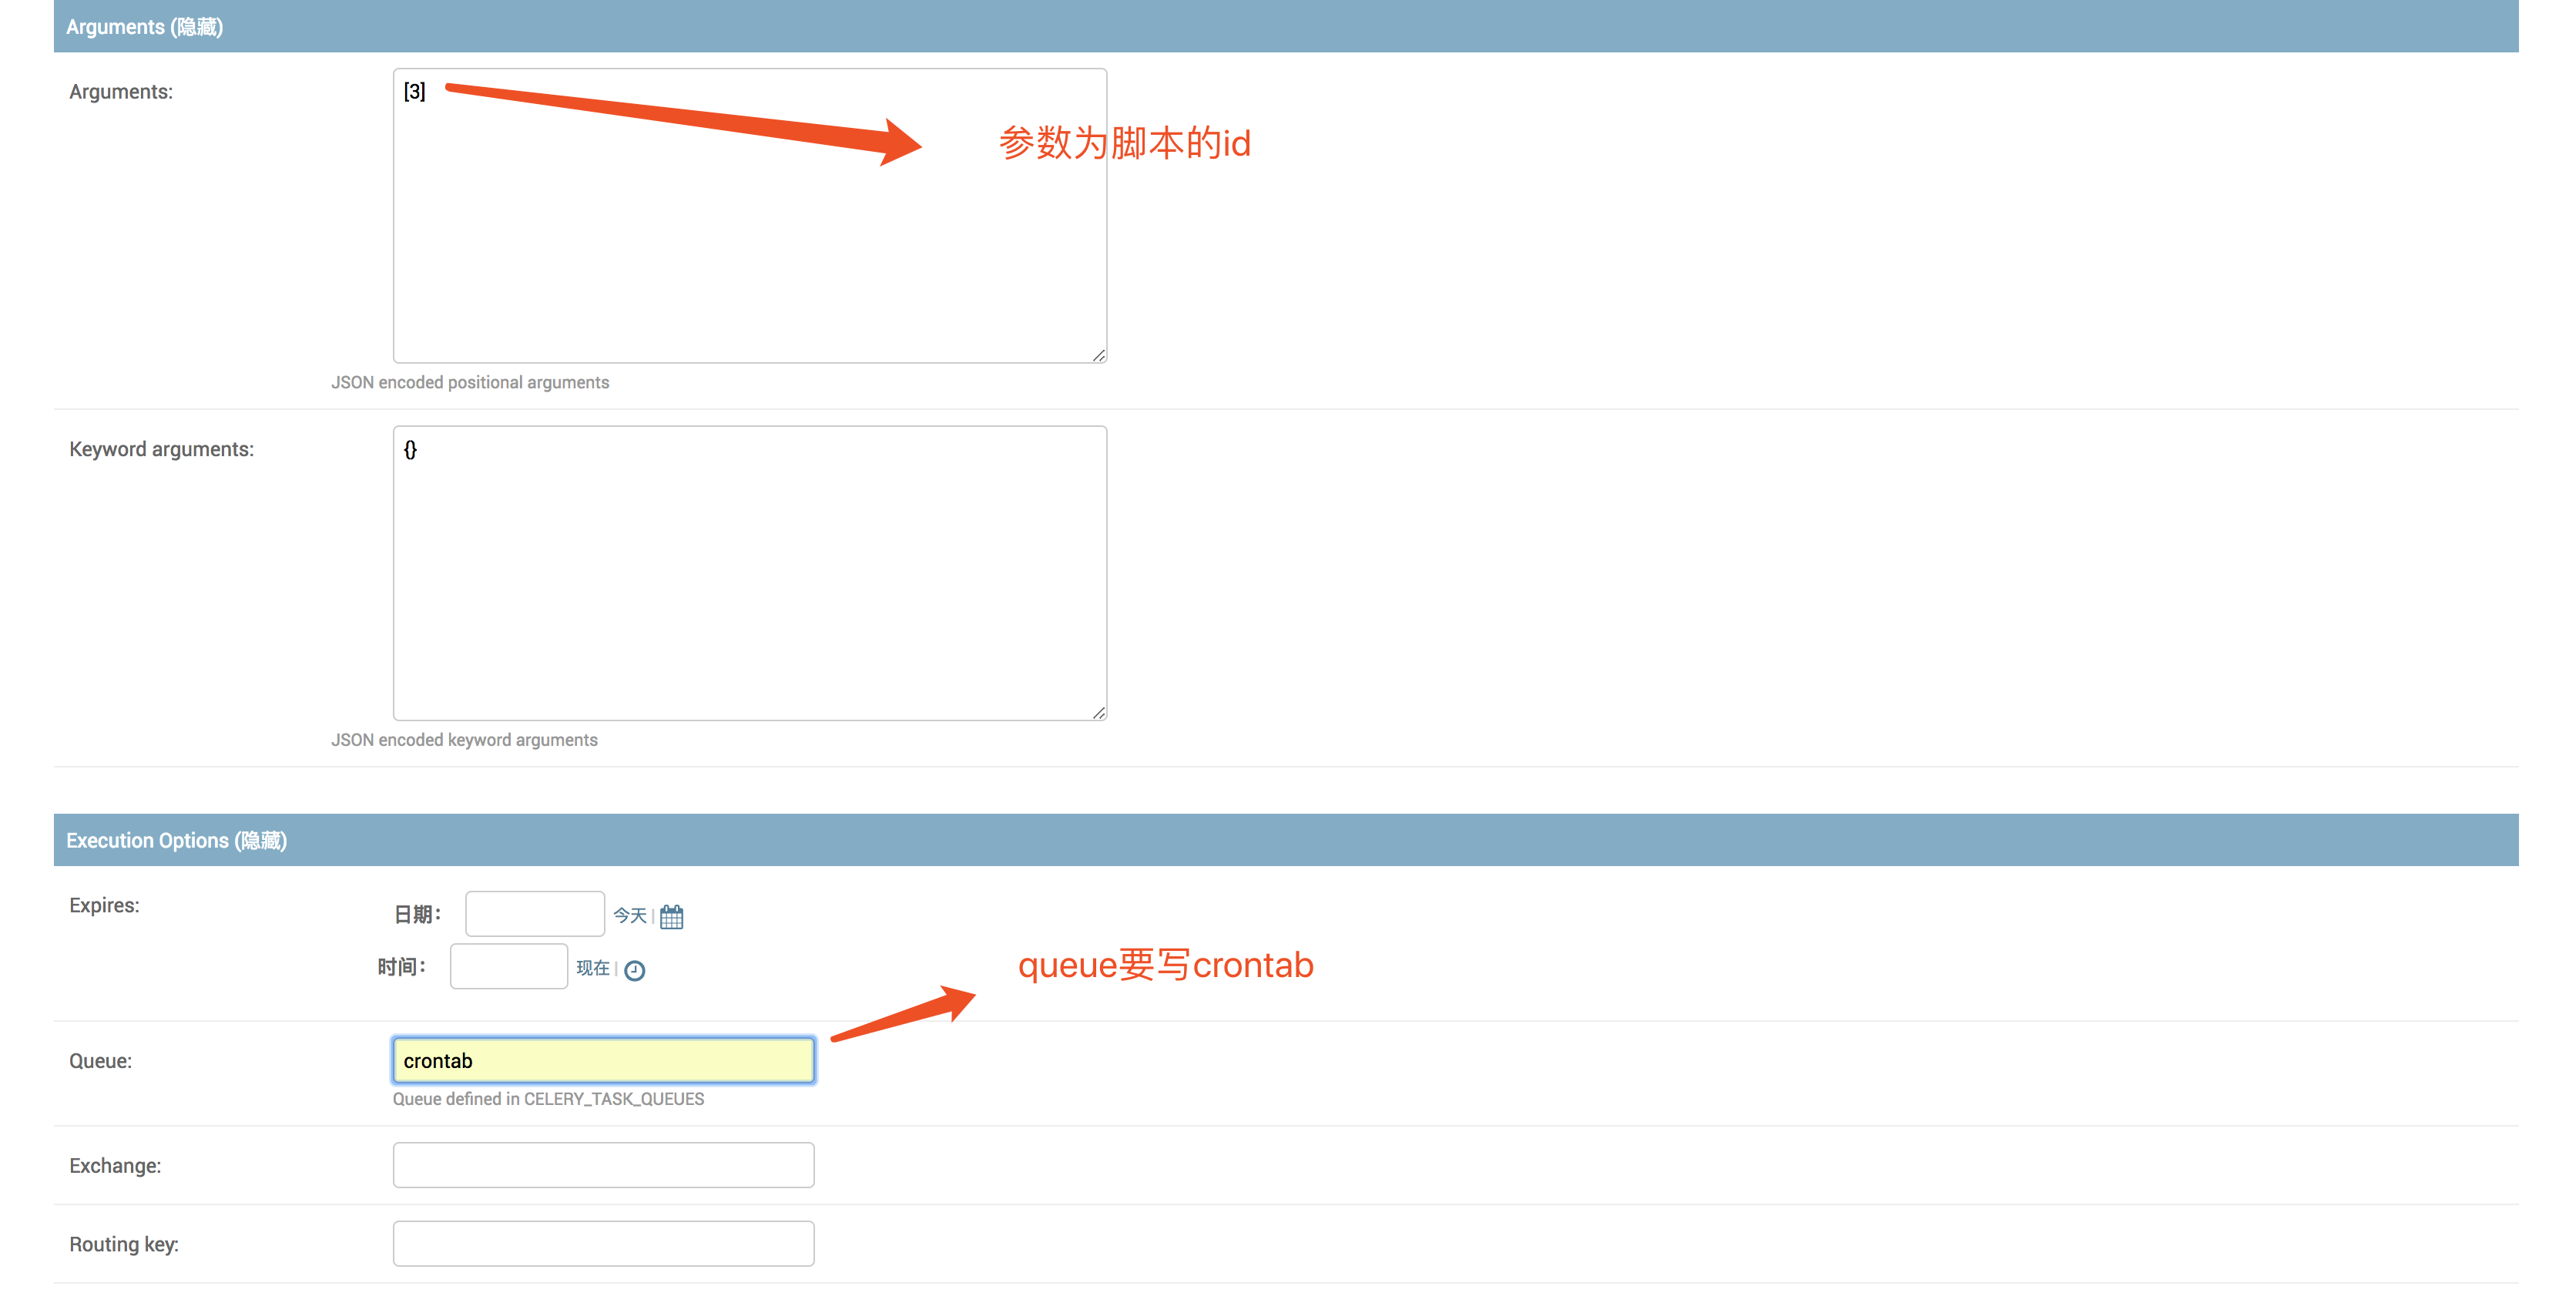 Arguments (隐藏)
Arguments:
[3]
参数为脚本的id
JSON encoded positional arguments
Keyword arguments:
{}
JSON encoded keyword arguments
Execution Options (隐藏)
Expires:
日期：
今天 |
时间：
现在 |
queue要写crontab
Queue:
crontab
Queue defined in CELERY_TASK_QUEUES
Exchange:
Routing key: